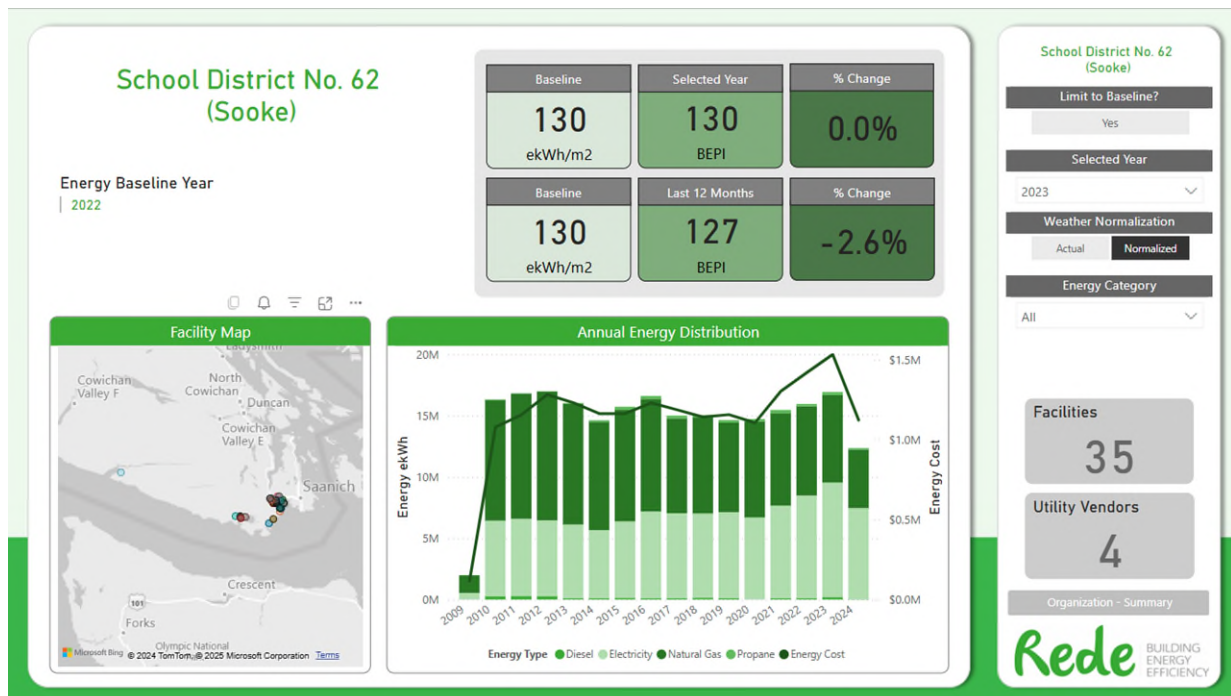 School District No. 62
(Sooke)
Energy Baseline Year
2022
Baseline
130
ekWh/m2
Selected Year
130
BEPI
% Change
0.0%
Baseline
130
ekWh/m2
Last 12 Months
127
BEPI
% Change
-2.6%
Facility Map
Ladysmith
Cowichan
Valley F
North
Cowichan
Duncan
Cowichan
Valley E
Saanich
Crescent
101
Forks
Olympic National
Microsoft Bing
© 2024 TomTom, © 2025 Microsoft Corporation Terms
Annual Energy Distribution
Energy ekWh
20M
15M
10M
5M
0M
$1.5M
$1.0M
$0.5M
$0.0M
Energy Cost
2009
2010
2011
2012
2013
2014
2015
2016
2017
2018
2019
2020
2021
2022
2023
2024
Energy Type Diesel Electricity Natural Gas Propane Energy Cost
School District No. 62
(Sooke)
Limit to Baseline?
Yes
Selected Year
2023
Weather Normalization
Actual Normalized
Energy Category
All
Facilities
35
Utility Vendors
4
Organization - Summary
Rede
BUILDING
ENERGY
EFFICIENCY